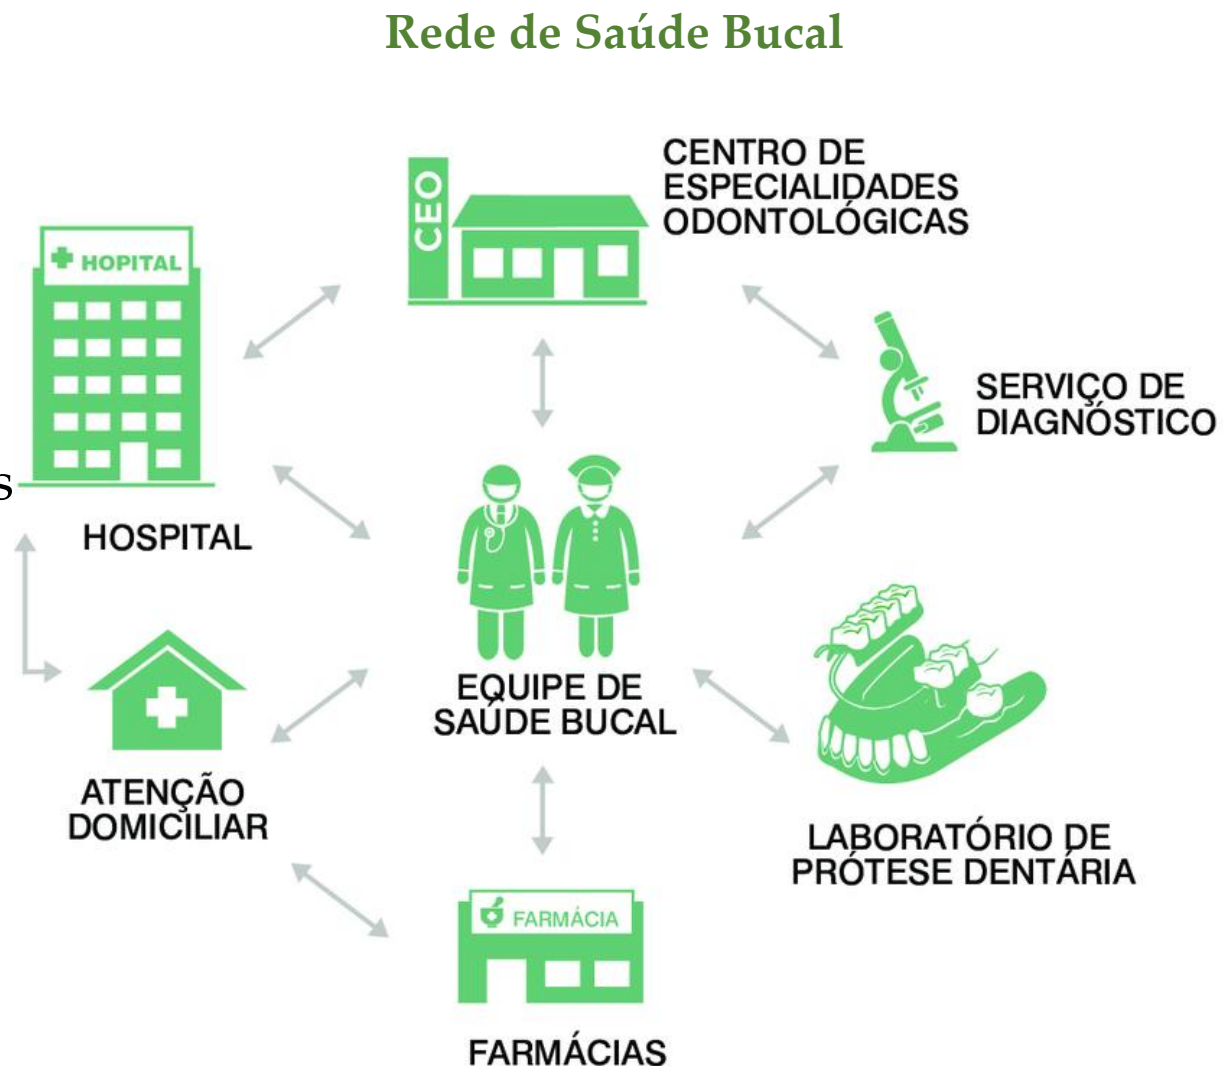 Rede de Saúde Bucal
CEO
CENTRO DE
ESPECIALIDADES
ODONTOLÓGICAS
HOPITAL
SERVIÇO DE
DIAGNÓSTICO
s
HOSPITAL
EQUIPE DE
SAÚDE BUCAL
ATENÇÃO
DOMICILIAR
LABORATÓRIO DE
PRÓTESE DENTÁRIA
FARMÁCIA
FARMÁCIAS